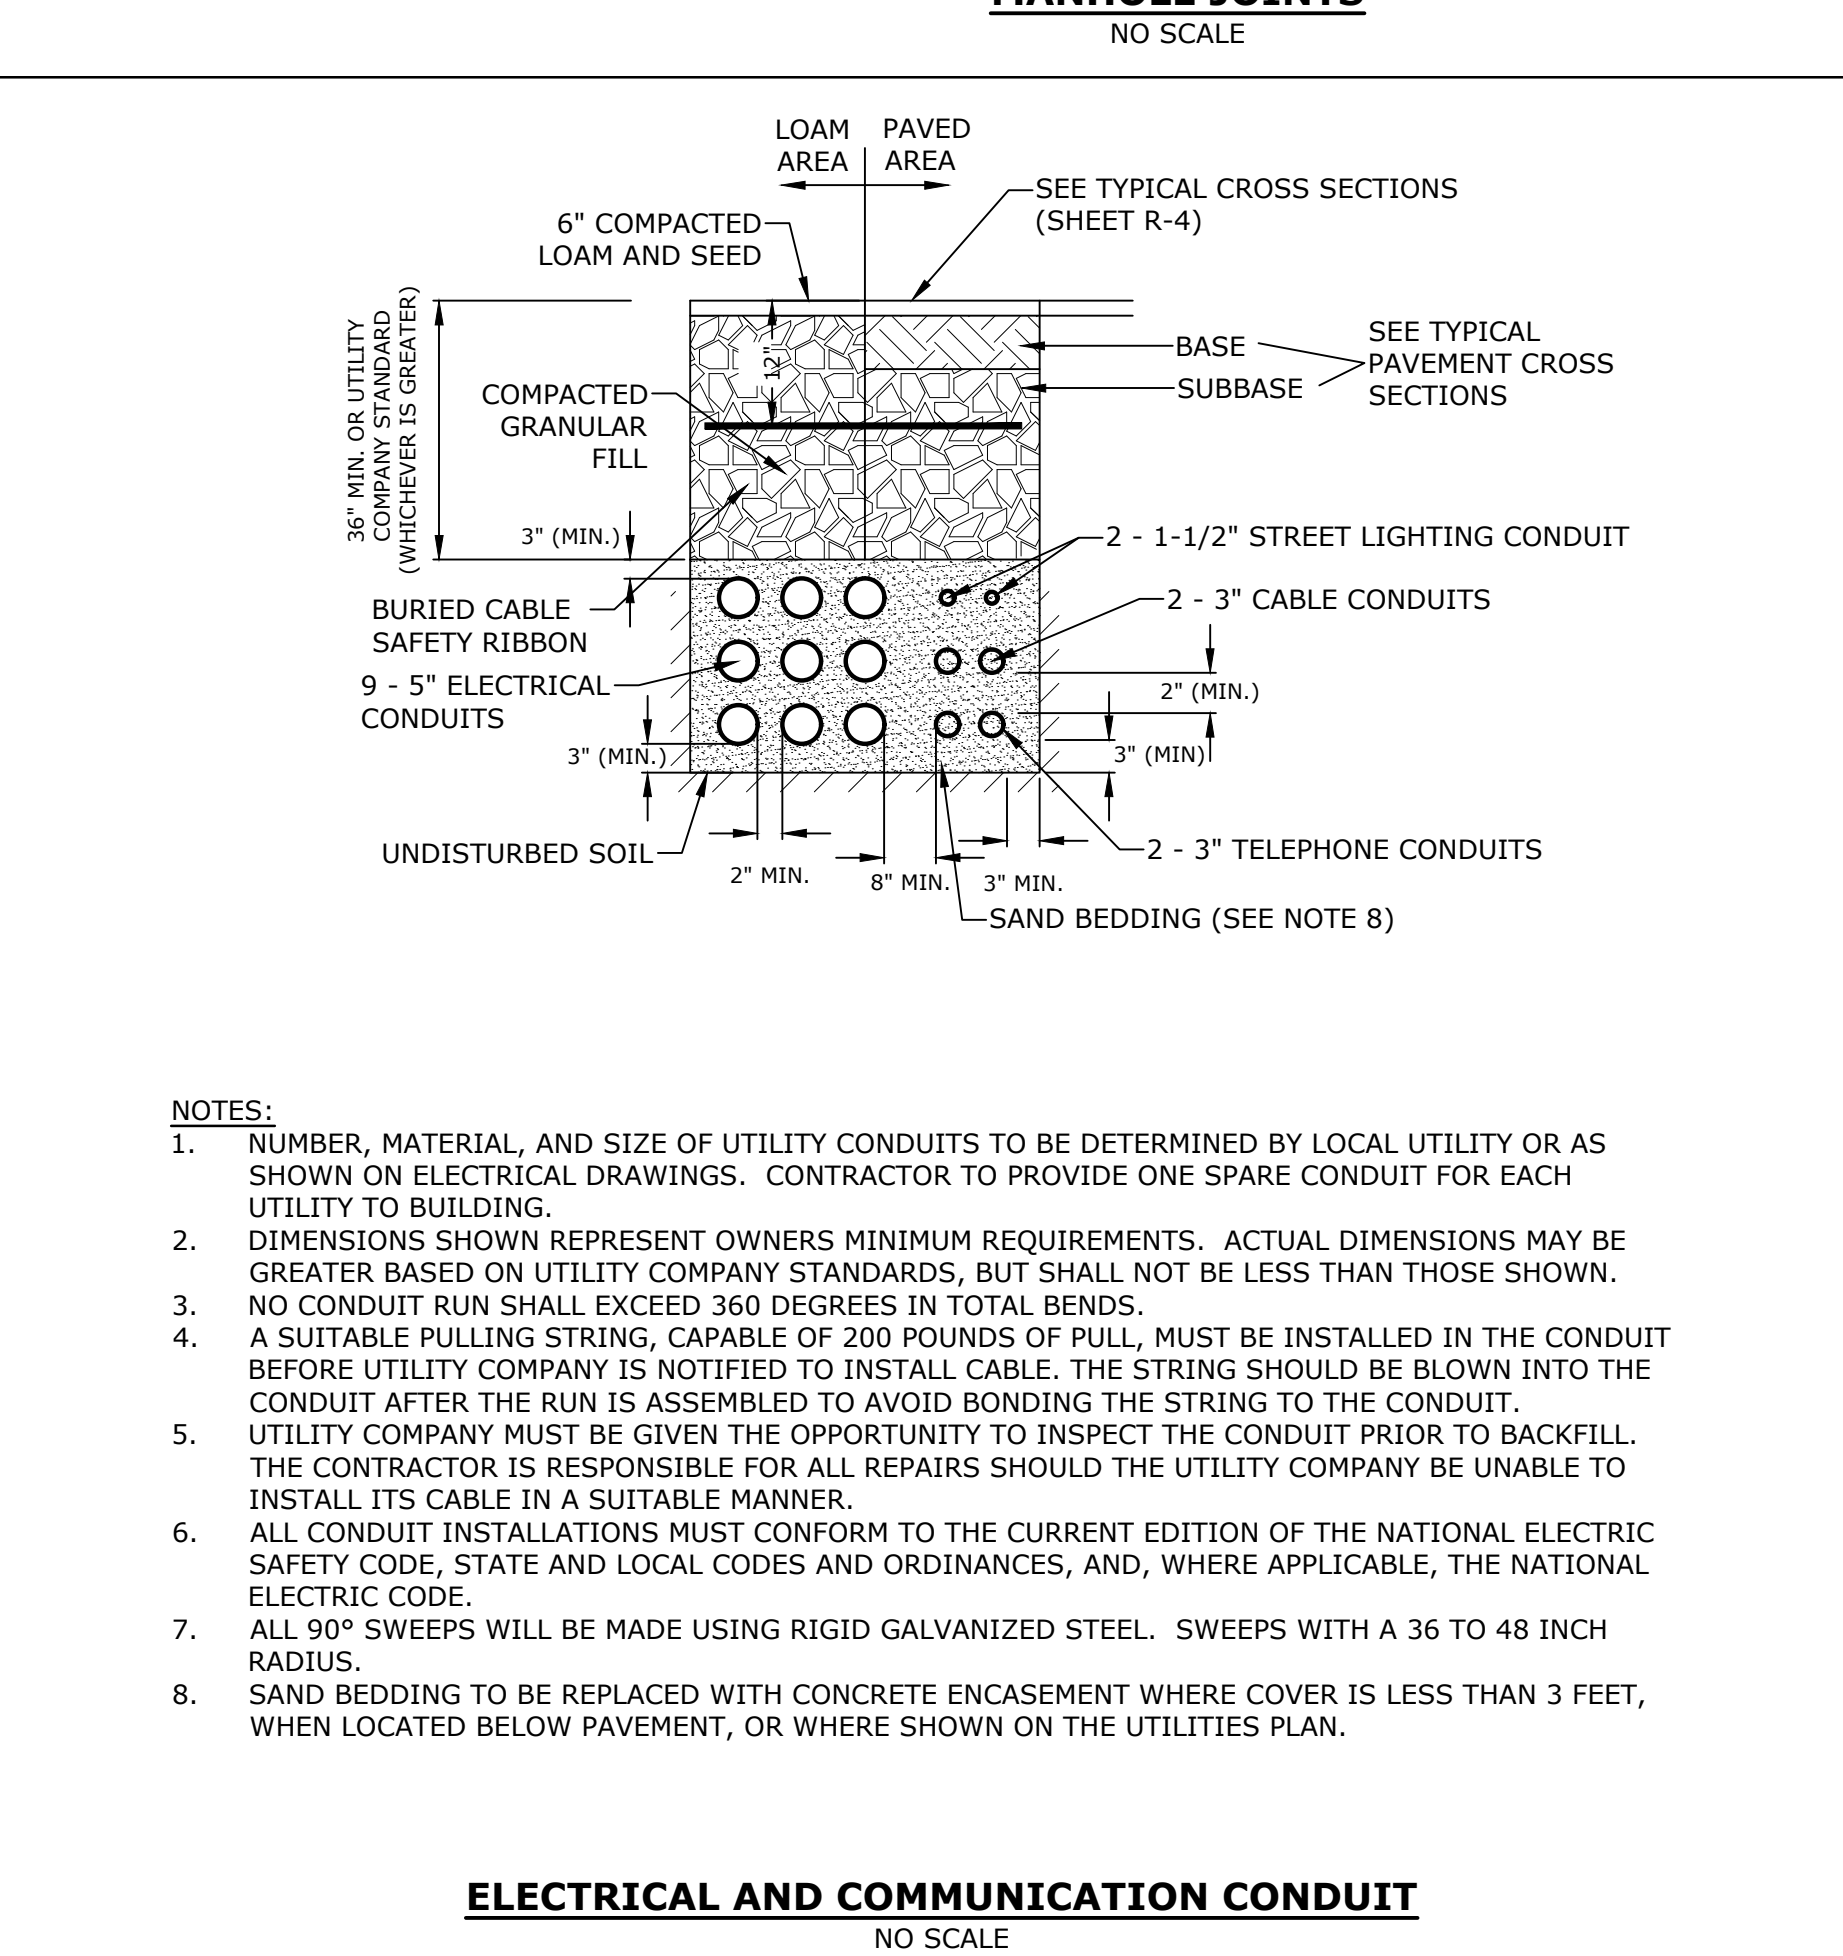 MANHOLE JOINTS
NO SCALE
LOAM
AREA
PAVED
AREA
SEE TYPICAL CROSS SECTIONS
(SHEET R-4)
6" COMPACTED
LOAM AND SEED
36" MIN. OR UTILITY
COMPANY STANDARD
(WHICHEVER IS GREATER)
12"
BASE
SUBBASE
SEE TYPICAL
PAVEMENT CROSS
SECTIONS
COMPACTED
GRANULAR
FILL
3" (MIN.)
2 - 1-1/2" STREET LIGHTING CONDUIT
2 - 3" CABLE CONDUITS
BURIED CABLE
SAFETY RIBBON
9 - 5" ELECTRICAL
CONDUITS
2" (MIN.)
3" (MIN.)
3" (MIN)
UNDISTURBED SOIL
2" MIN.
8" MIN.
3" MIN.
2 - 3" TELEPHONE CONDUITS
SAND BEDDING (SEE NOTE 8)
NOTES:
1. NUMBER, MATERIAL, AND SIZE OF UTILITY CONDUITS TO BE DETERMINED BY LOCAL UTILITY OR AS
SHOWN ON ELECTRICAL DRAWINGS. CONTRACTOR TO PROVIDE ONE SPARE CONDUIT FOR EACH
UTILITY TO BUILDING.
2. DIMENSIONS SHOWN REPRESENT OWNERS MINIMUM REQUIREMENTS. ACTUAL DIMENSIONS MAY BE
GREATER BASED ON UTILITY COMPANY STANDARDS, BUT SHALL NOT BE LESS THAN THOSE SHOWN.
3. NO CONDUIT RUN SHALL EXCEED 360 DEGREES IN TOTAL BENDS.
4. A SUITABLE PULLING STRING, CAPABLE OF 200 POUNDS OF PULL, MUST BE INSTALLED IN THE CONDUIT
BEFORE UTILITY COMPANY IS NOTIFIED TO INSTALL CABLE. THE STRING SHOULD BE BLOWN INTO THE
CONDUIT AFTER THE RUN IS ASSEMBLED TO AVOID BONDING THE STRING TO THE CONDUIT.
5. UTILITY COMPANY MUST BE GIVEN THE OPPORTUNITY TO INSPECT THE CONDUIT PRIOR TO BACKFILL.
THE CONTRACTOR IS RESPONSIBLE FOR ALL REPAIRS SHOULD THE UTILITY COMPANY BE UNABLE TO
INSTALL ITS CABLE IN A SUITABLE MANNER.
6. ALL CONDUIT INSTALLATIONS MUST CONFORM TO THE CURRENT EDITION OF THE NATIONAL ELECTRIC
SAFETY CODE, STATE AND LOCAL CODES AND ORDINANCES, AND, WHERE APPLICABLE, THE NATIONAL
ELECTRIC CODE.
7. ALL 90° SWEEPS WILL BE MADE USING RIGID GALVANIZED STEEL. SWEEPS WITH A 36 TO 48 INCH
RADIUS.
8. SAND BEDDING TO BE REPLACED WITH CONCRETE ENCASEMENT WHERE COVER IS LESS THAN 3 FEET,
WHEN LOCATED BELOW PAVEMENT, OR WHERE SHOWN ON THE UTILITIES PLAN.
ELECTRICAL AND COMMUNICATION CONDUIT
NO SCALE